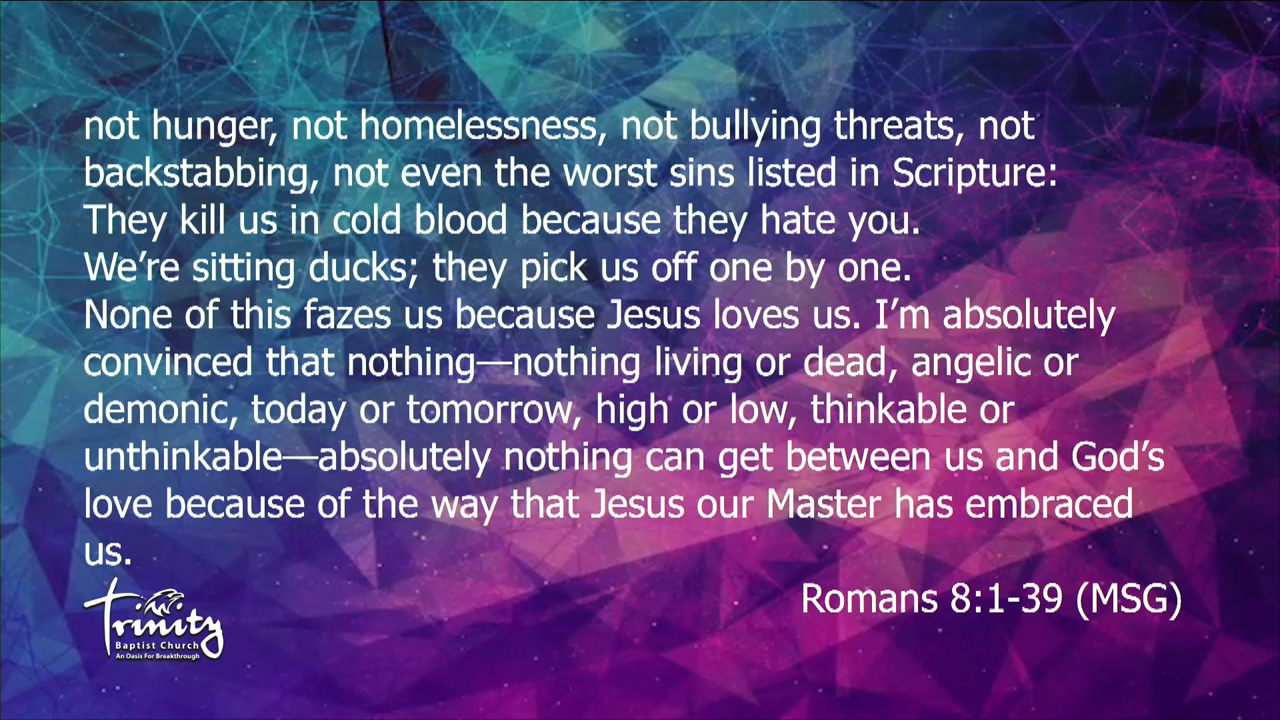 not hunger, not homelessness, not bullying threats, not
backstabbing, not even the worst sins listed in Scripture:
They kill us in cold blood because they hate you.
We’re sitting ducks; they pick us off one by one.
None of this fazes us because Jesus loves us. I’m absolutely
convinced that nothing—nothing living or dead, angelic or
demonic, today or tomorrow, high or low, thinkable or
unthinkable—absolutely nothing can get between us and God’s
love because of the way that Jesus our Master has embraced
us.
Romans 8:1-39 (MSG)
Trinity
Baptist Church
An Oasis For Breakthrough